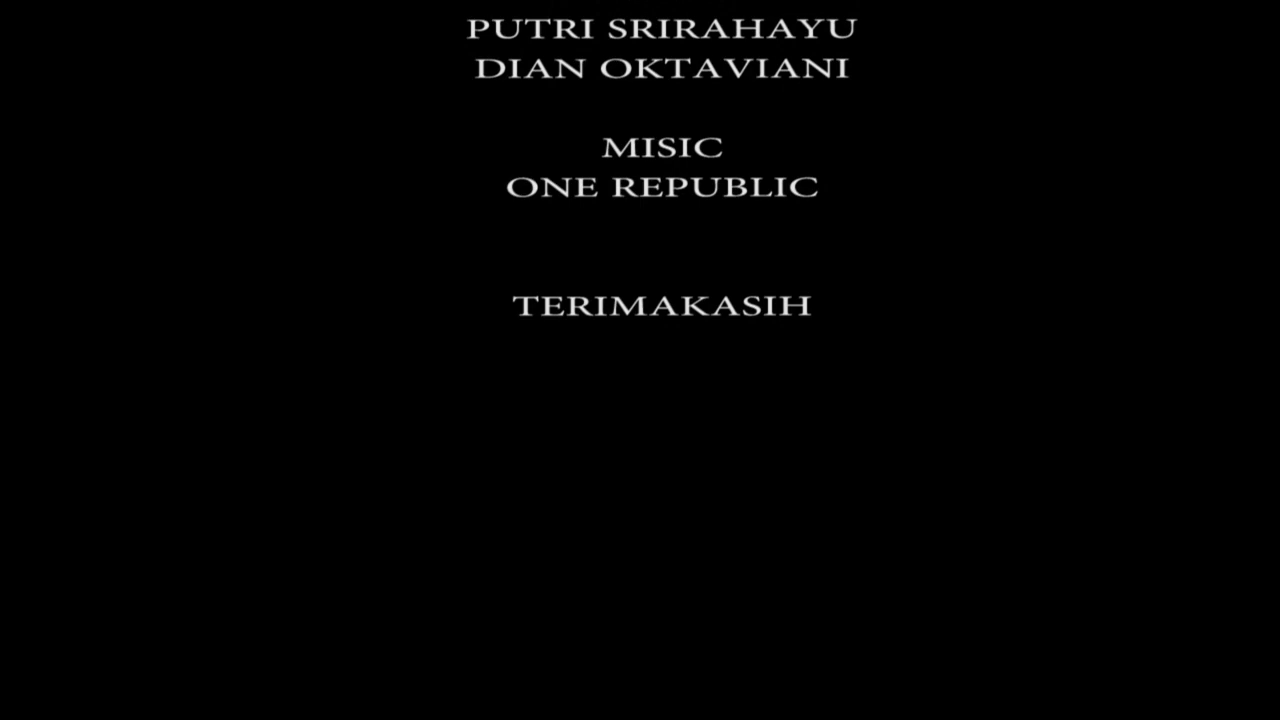 PUTRI SRIRAHAYU
DIAN OKTAVIANI
MISIC
ONE REPUBLIC
TERIMAKASIH